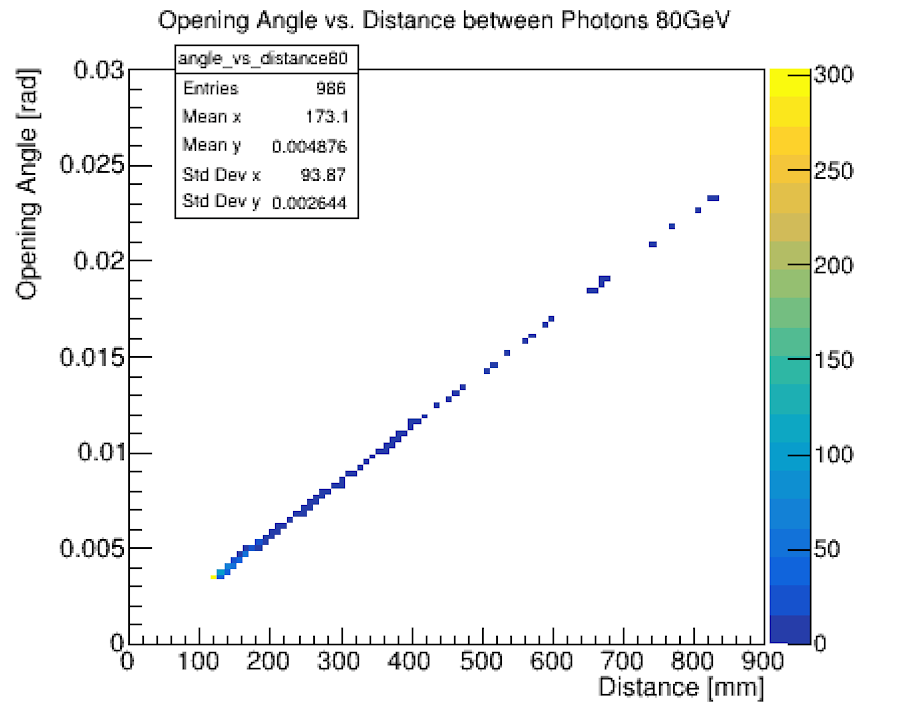 Opening Angle vs. Distance between Photons 80GeV
angle_vs_distance80
Entries 986
Mean x 173.1
Mean y 0.004876
Std Dev x 93.87
Std Dev y 0.002644
Opening Angle [rad]
0.03
0.025
0.02
0.015
0.01
0.005
0
0 100 200 300 400 500 600 700 800 900
Distance [mm]
300
250
200
150
100
50
0